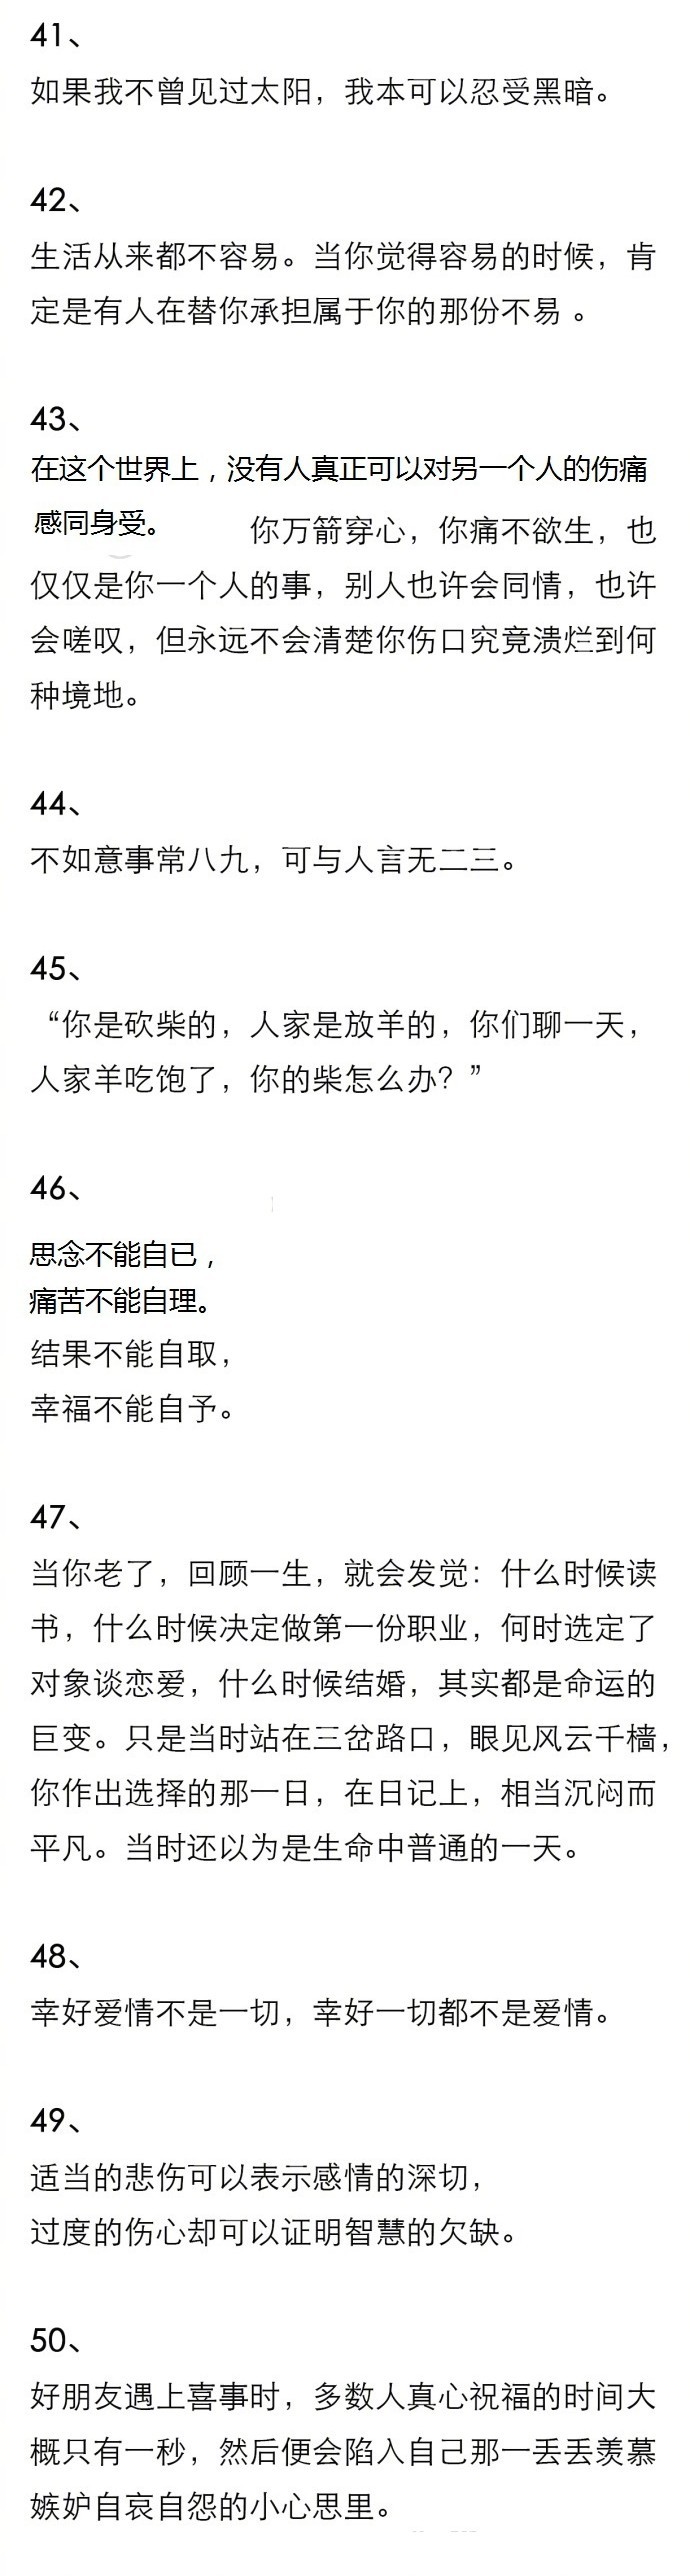 41、
如果我不曾见过太阳，我本可以忍受黑暗。
42、
生活从来都不容易。当你觉得容易的时候，肯
定是有人在替你承担属于你的那份不易 。
43、
在这个世界上，没有人真正可以对另一个人的伤痛
感同身受。 你万箭穿心，你痛不欲生，也
仅仅是你一个人的事，别人也许会同情，也许
会嗟叹，但永远不会清楚你伤口究竟溃烂到何
种境地。
44、
不如意事常八九，可与人言无二三。
45、
“你是砍柴的，人家是放羊的，你们聊一天，
人家羊吃饱了，你的柴怎么办？”
46、
思念不能自已，
痛苦不能自理。
结果不能自取，
幸福不能自予。
47、
当你老了，回顾一生，就会发觉：什么时候读
书，什么时候决定做第一份职业，何时选定了
对象谈恋爱，什么时候结婚，其实都是命运的
巨变。只是当时站在三岔路口，眼见风云千樯，
你作出选择的那一日，在日记上，相当沉闷而
平凡。当时还以为是生命中普通的一天。
48、
幸好爱情不是一切，幸好一切都不是爱情。
49、
适当的悲伤可以表示感情的深切，
过度的伤心却可以证明智慧的欠缺。
50、
好朋友遇上喜事时，多数人真心祝福的时间大
概只有一秒，然后便会陷入自己那一丢丢羡慕
嫉妒自哀自怨的小心思里。